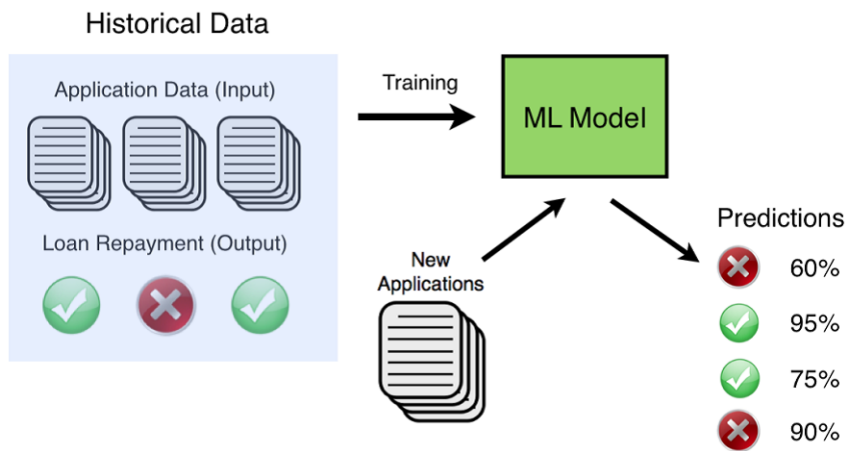 Historical Data
Application Data (Input)
Loan Repayment (Output)
Training
ML Model
New
Applications
Predictions
60%
95%
75%
90%